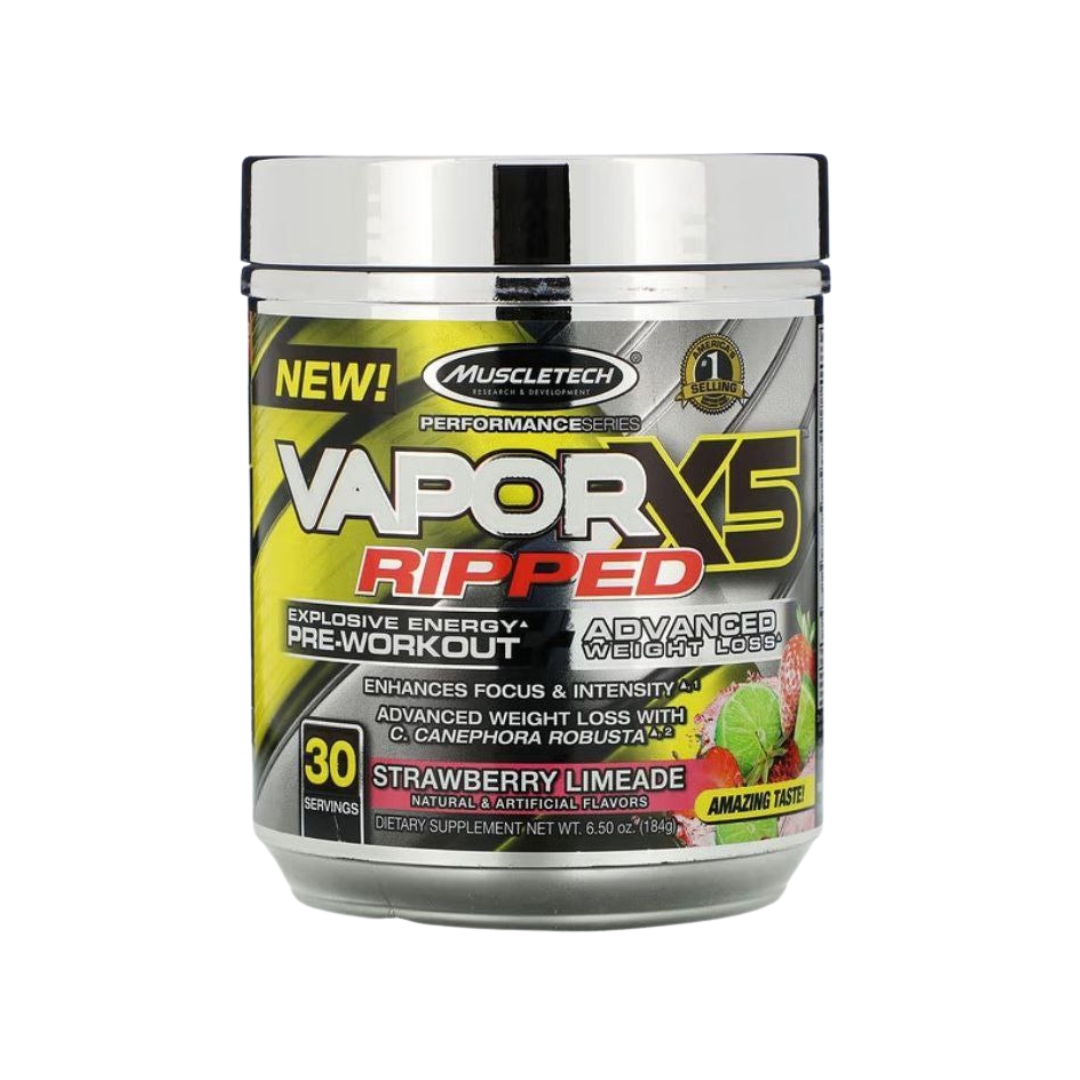 NEW!
MUSCLETECH®
RESEARCH & DEVELOPMENT
AMERICA'S
#1
SELLING
PERFORMANCESERIES
VAPORX5
RIPPED
EXPLOSIVE ENERGY▲
PRE-WORKOUT
ADVANCED
WEIGHT LOSS▲
ENHANCES FOCUS & INTENSITY▲,1
ADVANCED WEIGHT LOSS WITH
C. CANEPHORA ROBUSTA▲,2
30
SERVINGS
STRAWBERRY LIMEADE
NATURAL & ARTIFICIAL FLAVORS
AMAZING TASTE!
DIETARY SUPPLEMENT NET WT. 6.50 oz. (184g)